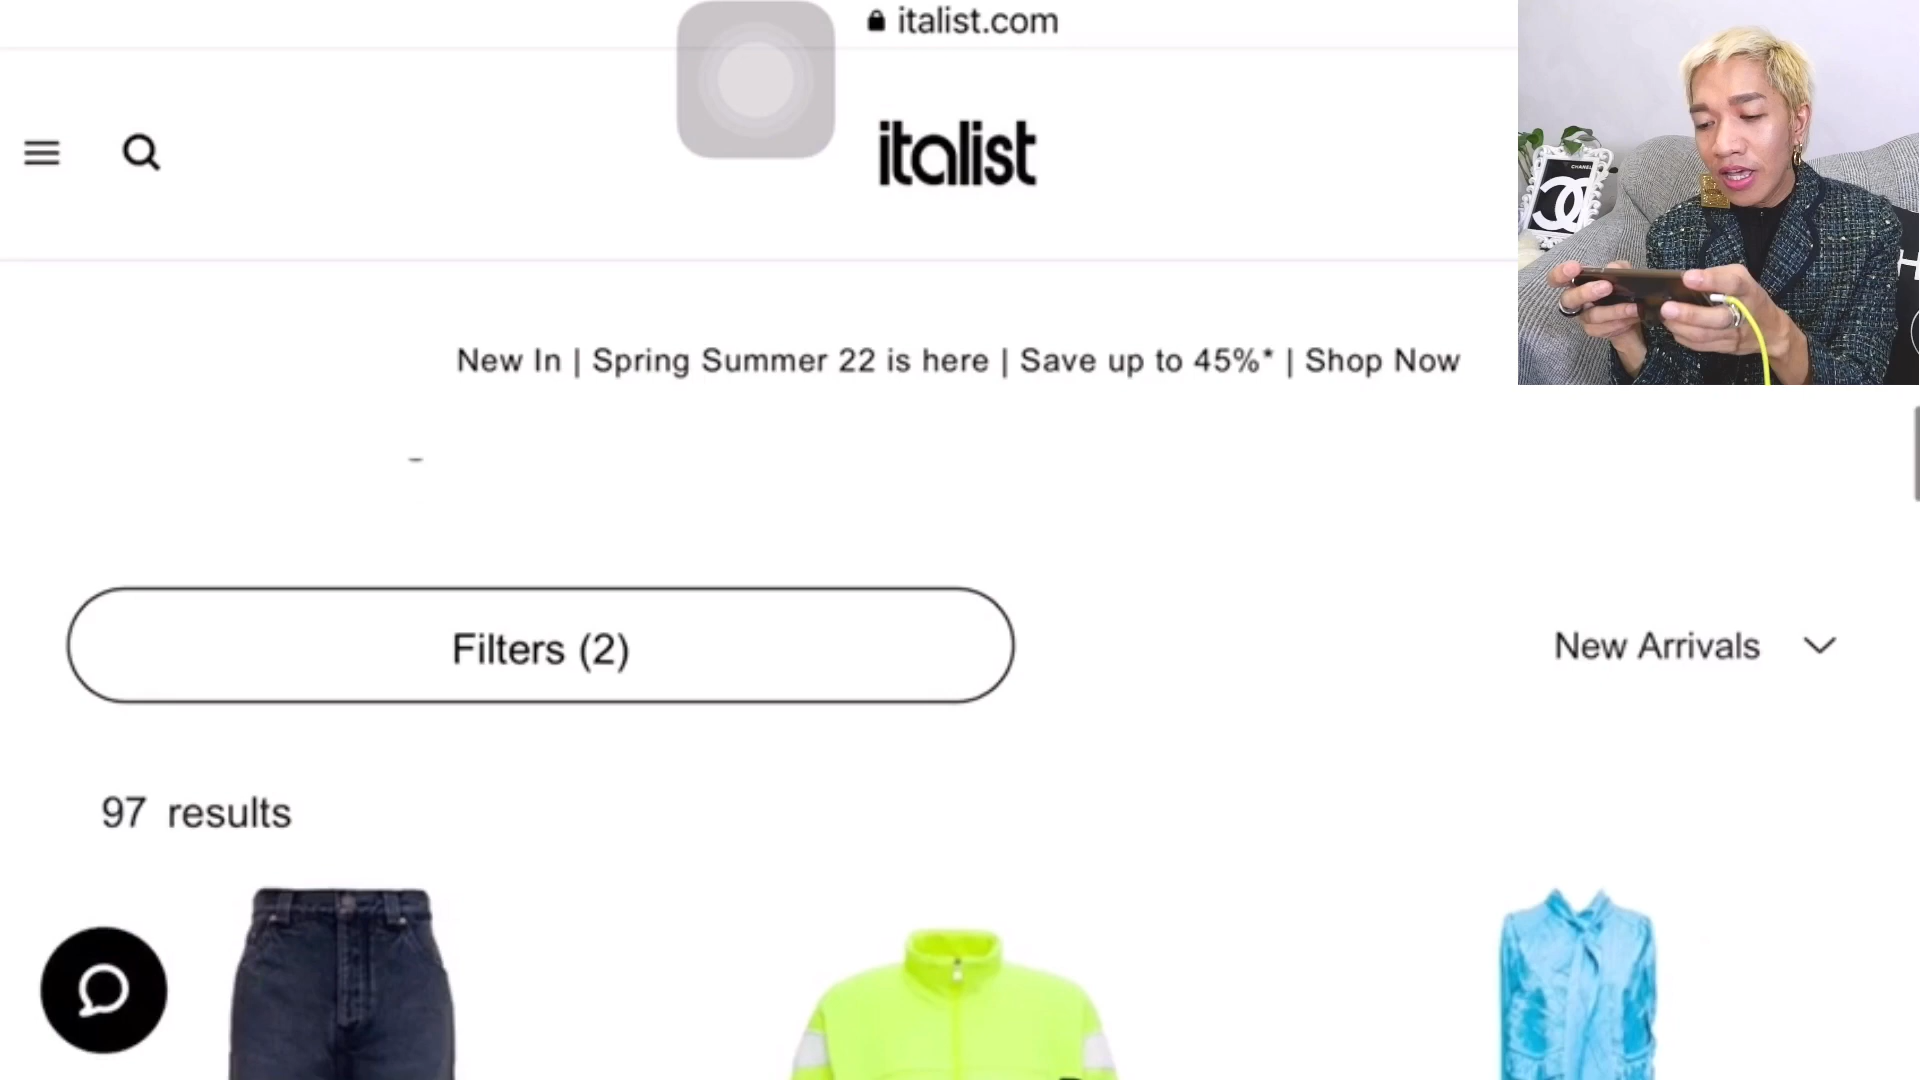 italist.com
italist
CHANEL
New In | Spring Summer 22 is here | Save up to 45%* | Shop Now
Filters (2)
New Arrivals
97 results